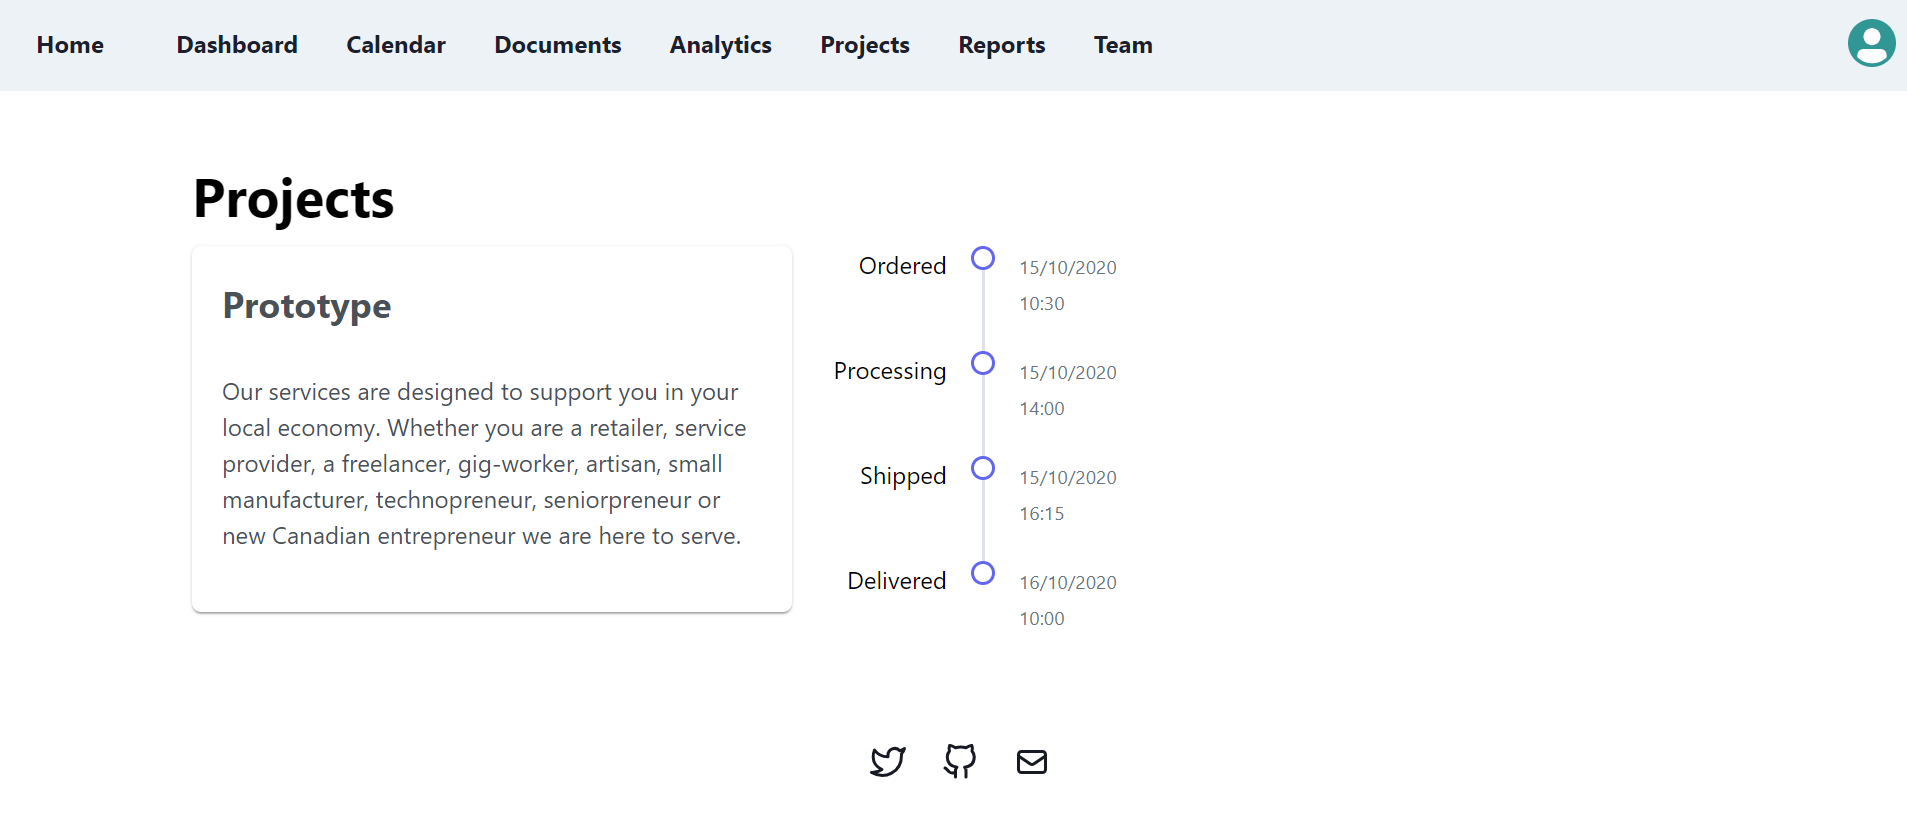 Home Dashboard Calendar Documents Analytics Projects Reports Team
Projects
Prototype
Our services are designed to support you in your
local economy. Whether you are a retailer, service
provider, a freelancer, gig-worker, artisan, small
manufacturer, technopreneur, seniorpreneur or
new Canadian entrepreneur we are here to serve.
Ordered
15/10/2020
10:30
Processing
15/10/2020
14:00
Shipped
15/10/2020
16:15
Delivered
16/10/2020
10:00